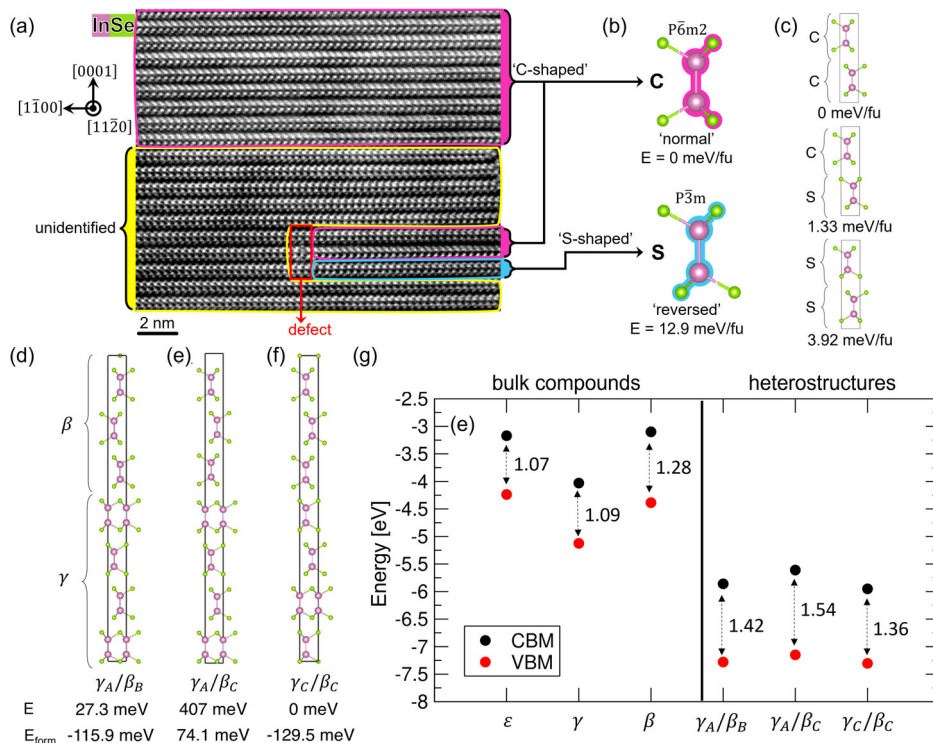 (a)
InSe
[0001]
[11̅00]
[112̅0]
unidentified
2 nm
defect
'C-shaped'
'S-shaped'
(b)
P6̅m2
C
'normal'
E = 0 meV/fu
P3̅m
S
'reversed'
E = 12.9 meV/fu
(c)
C
C
0 meV/fu
C
S
1.33 meV/fu
S
S
3.92 meV/fu
(d) (e) (f)
β
γ
γA/βB γA/βC γC/βC
E 27.3 meV 407 meV 0 meV
Eform -115.9 meV 74.1 meV -129.5 meV
(g)
bulk compounds heterostructures
(e)
Energy [eV]
-2.5
-3
-3.5
-4
-4.5
-5
-5.5
-6
-6.5
-7
-7.5
-8
1.07
1.09
1.28
1.42
1.54
1.36
CBM
VBM
ε γ β γA/βB γA/βC γC/βC